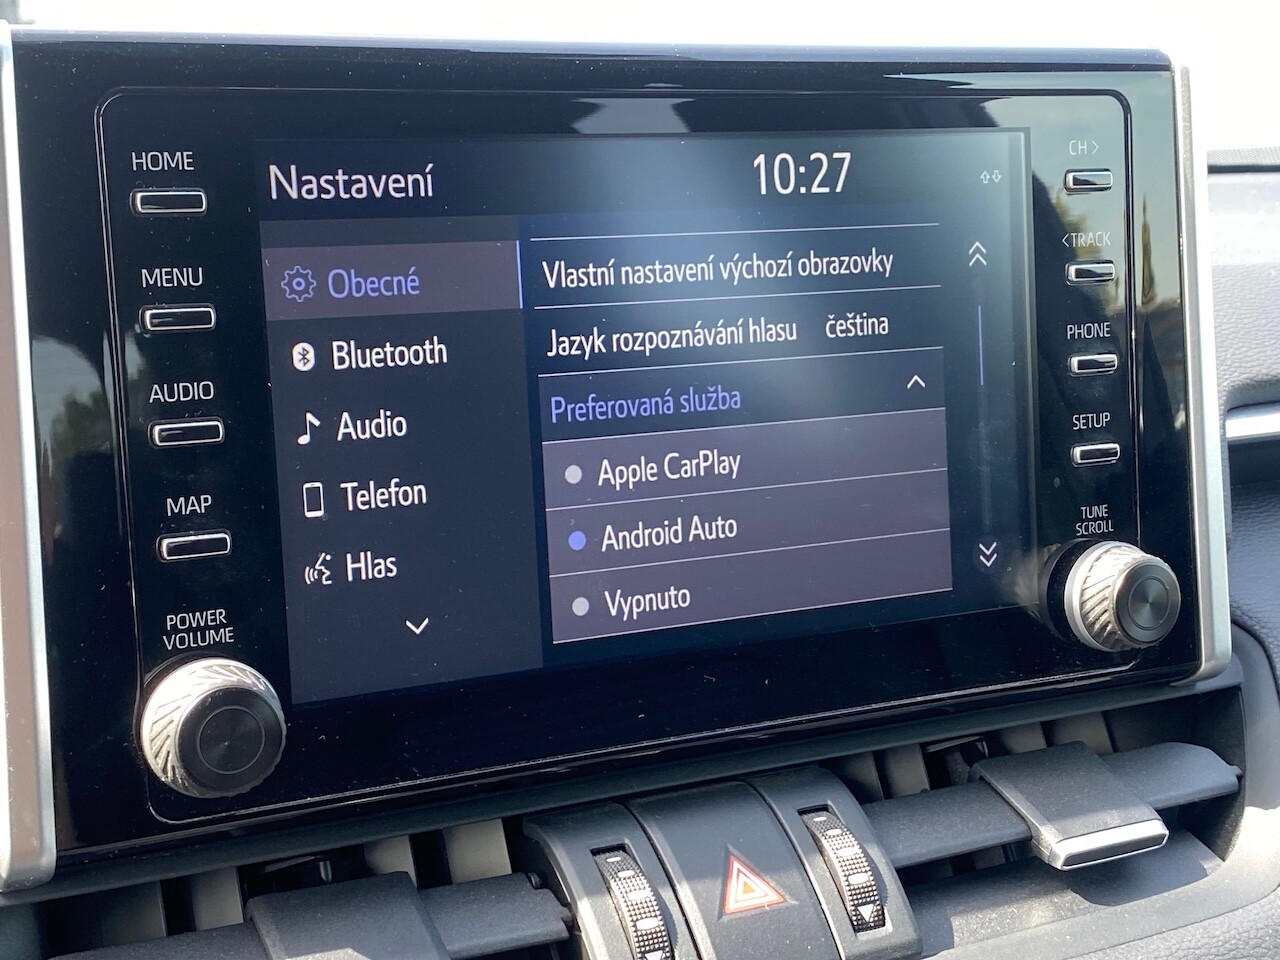 HOME
MENU
AUDIO
MAP
POWER
VOLUME
Nastavení
10:27
Obecné
Bluetooth
Audio
Telefon
Hlas
Vlastní nastavení výchozí obrazovky
Jazyk rozpoznávání hlasu čeština
Preferovaná služba
Apple CarPlay
Android Auto
Vypnuto
CH >
< TRACK
PHONE
SETUP
TUNE
SCROLL